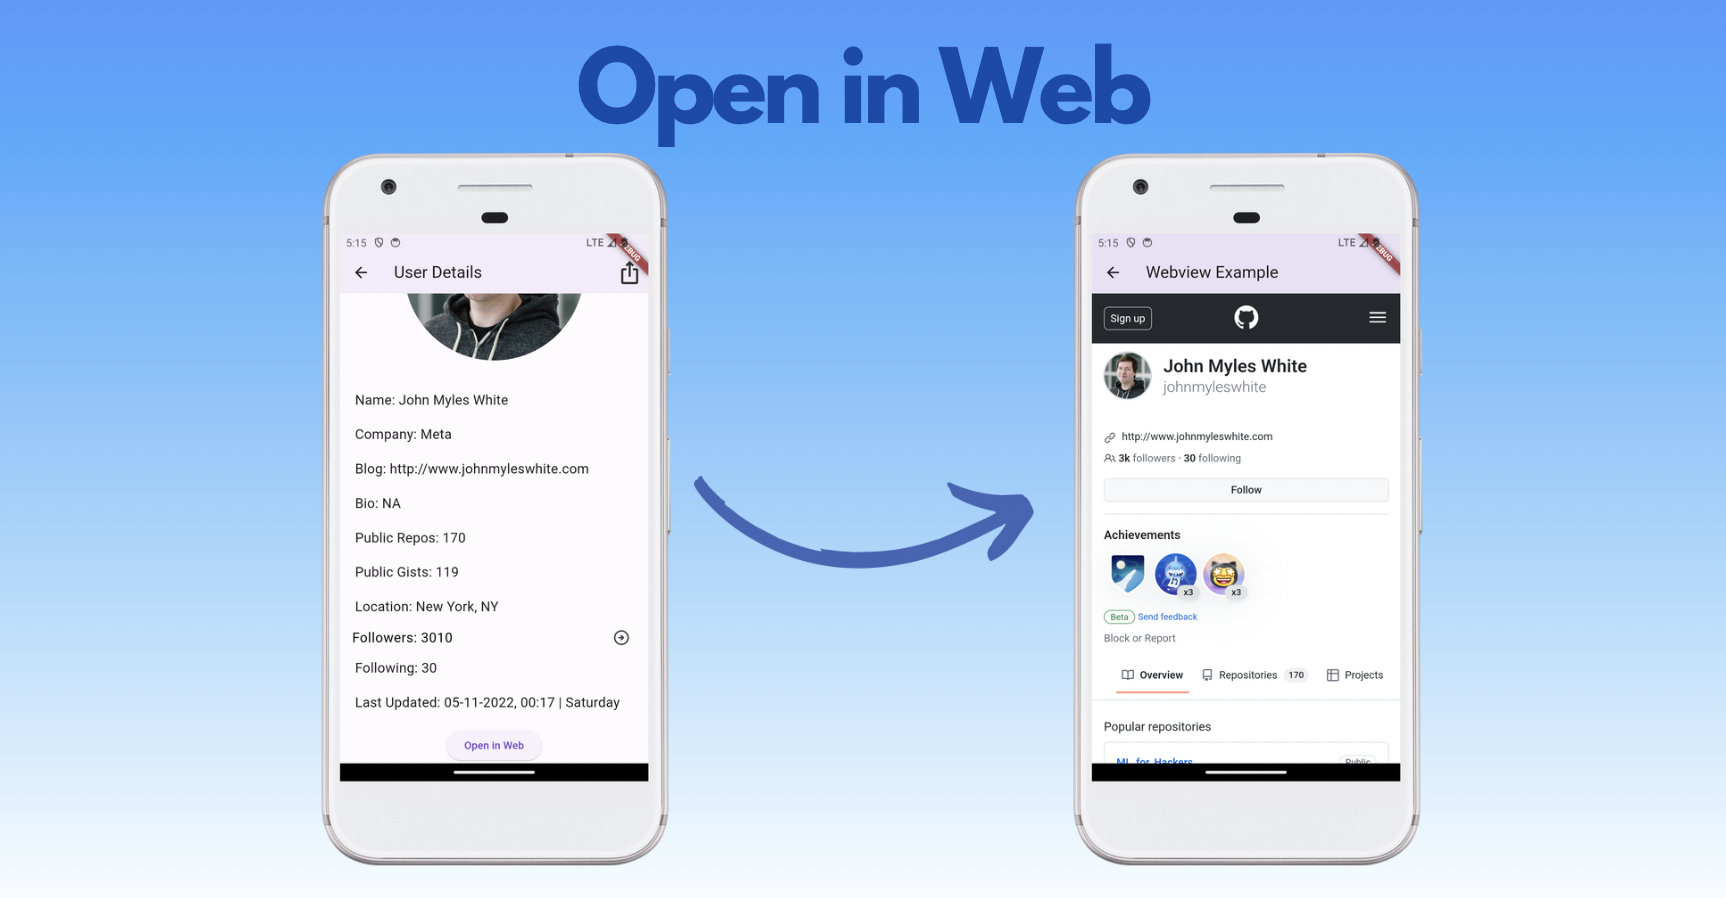 Open in Web
5:15 LTE
User Details
Name: John Myles White
Company: Meta
Blog: http://www.johnmyleswhite.com
Bio: NA
Public Repos: 170
Public Gists: 119
Location: New York, NY
Followers: 3010
Following: 30
Last Updated: 05-11-2022, 00:17 | Saturday
Open in Web
5:15 LTE
Webview Example
Sign up
John Myles White
johnmyleswhite
http://www.johnmyleswhite.com
3k followers · 30 following
Follow
Achievements
x3 x3
Beta Send feedback
Block or Report
Overview Repositories 170 Projects
Popular repositories
ML_for_Hackers Public